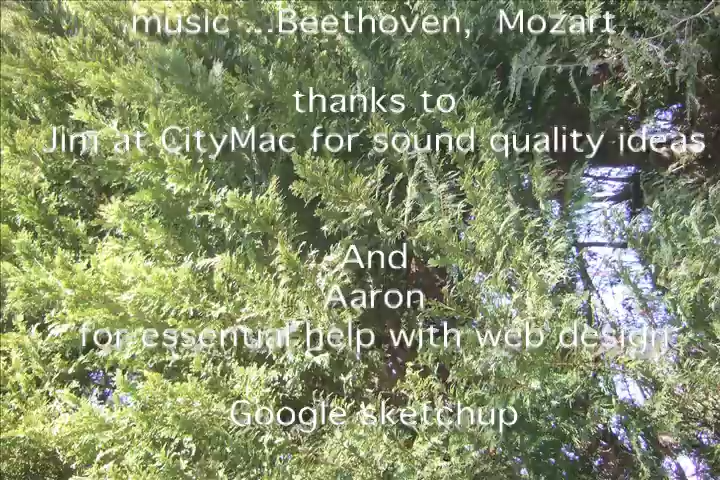 music ...Beethoven, Mozart
thanks to
Jim at CityMac for sound quality ideas
And
Aaron
for essential help with web design
Google sketchup